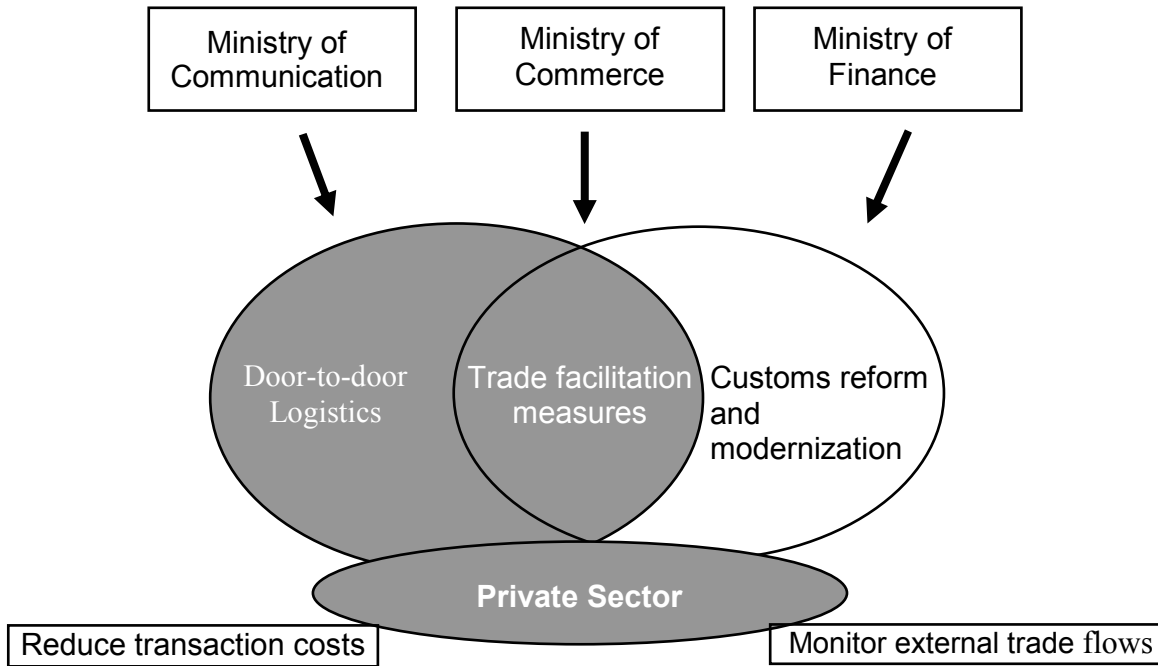 Ministry of
Communication
Ministry of
Commerce
Ministry of
Finance
Door-to-door
Logistics
Trade facilitation
measures
Customs reform
and
modernization
Private Sector
Reduce transaction costs
Monitor external trade flows